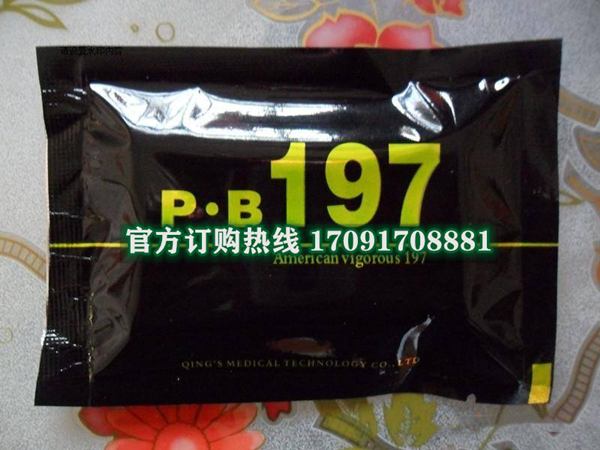 P·B 197
官方订购热线 17091708881
American vigorous 197
QING'S MEDICAL TECHNOLOGY CO.,LTD